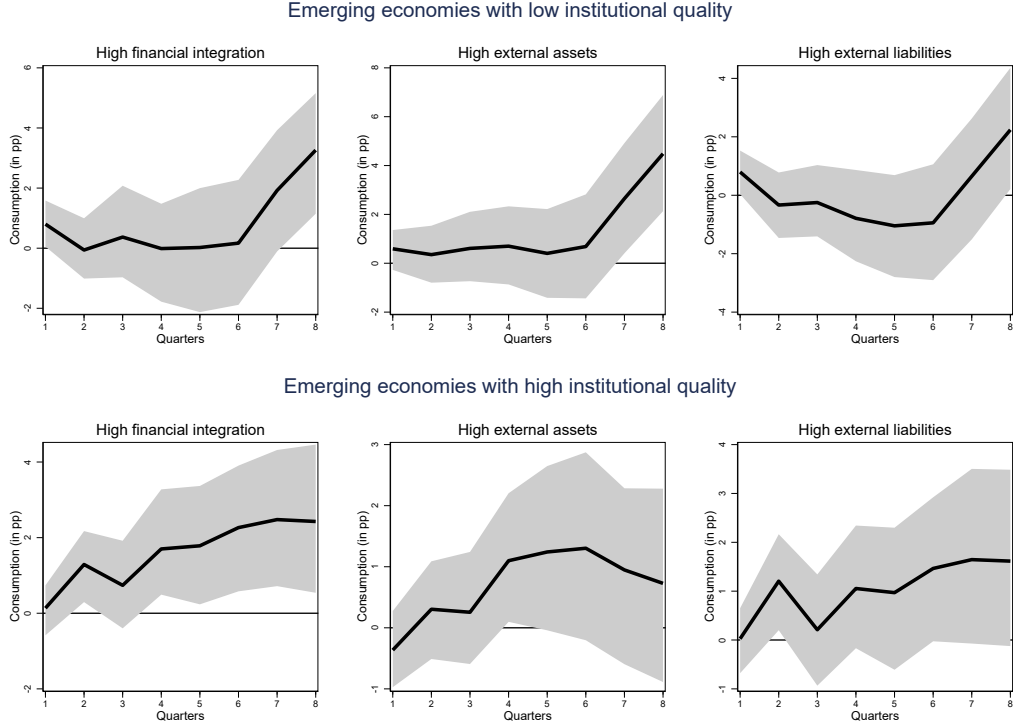 Emerging economies with low institutional quality
High financial integration
Consumption (in pp)
6
4
2
0
-2
1 2 3 4 5 6 7 8
Quarters
High external assets
Consumption (in pp)
8
6
4
2
0
-2
1 2 3 4 5 6 7 8
Quarters
High external liabilities
Consumption (in pp)
4
2
0
-2
-4
1 2 3 4 5 6 7 8
Quarters
Emerging economies with high institutional quality
High financial integration
Consumption (in pp)
4
2
0
-2
1 2 3 4 5 6 7 8
Quarters
High external assets
Consumption (in pp)
3
2
1
0
-1
1 2 3 4 5 6 7 8
Quarters
High external liabilities
Consumption (in pp)
4
3
2
1
0
-1
1 2 3 4 5 6 7 8
Quarters